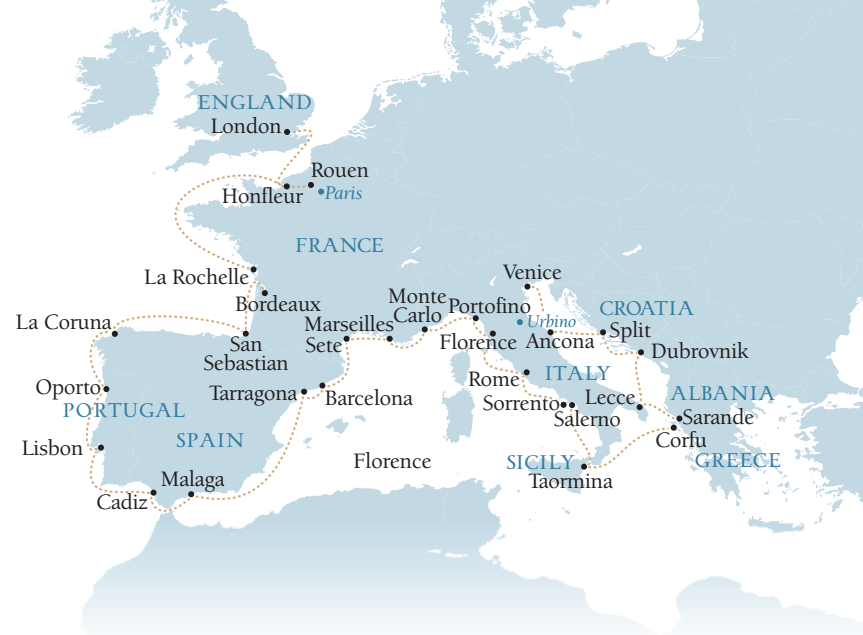 ENGLAND
London
Rouen
Paris
Honfleur
FRANCE
La Rochelle
Bordeaux
Venice
Monte
Carlo
Portofino
Urbino
CROATIA
La Coruna
Marseilles
Sete
San
Sebastian
Florence
Ancona
Split
Dubrovnik
Oporto
PORTUGAL
Tarragona
Barcelona
Rome
ITALY
Sorrento
Salerno
Lecce
ALBANIA
Sarande
Corfu
GREECE
Lisbon
SPAIN
Florence
SICILY
Taormina
Malaga
Cadiz